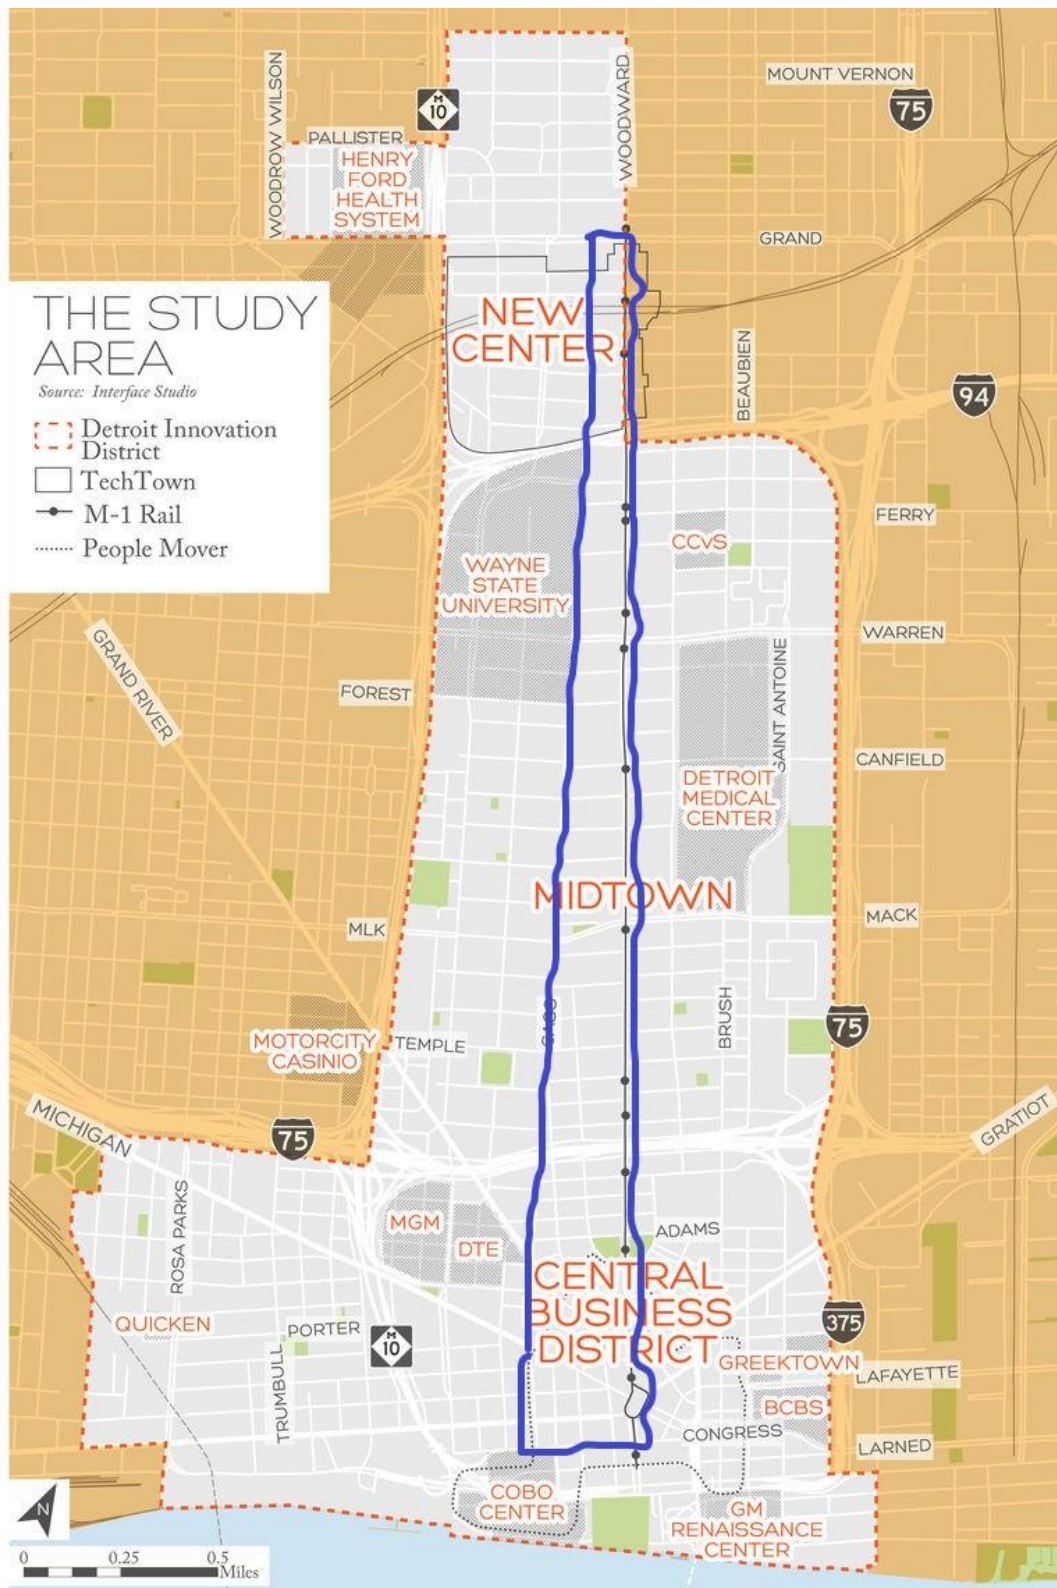 WOODROW WILSON
M
10
WOODWARD
MOUNT VERNON
75
PALLISTER
HENRY
FORD
HEALTH
SYSTEM
GRAND
THE STUDY
AREA
Source: Interface Studio
Detroit Innovation
District
TechTown
M-1 Rail
People Mover
NEW
CENTER
BEAUBIEN
94
FERRY
CCvS
WAYNE
STATE
UNIVERSITY
WARREN
GRAND RIVER
FOREST
SAINT ANTOINE
CANFIELD
DETROIT
MEDICAL
CENTER
MIDTOWN
MLK
MACK
CASS
BRUSH
75
MOTORCITY
CASINIO
TEMPLE
MICHIGAN
75
GRATIOT
ROSA PARKS
MGM
DTE
ADAMS
CENTRAL
BUSINESS
DISTRICT
QUICKEN
PORTER
M
10
375
TRUMBULL
GREEKTOWN
LAFAYETTE
BCBS
CONGRESS
LARNED
COBO
CENTER
GM
RENAISSANCE
CENTER
N
0 0.25 0.5
Miles